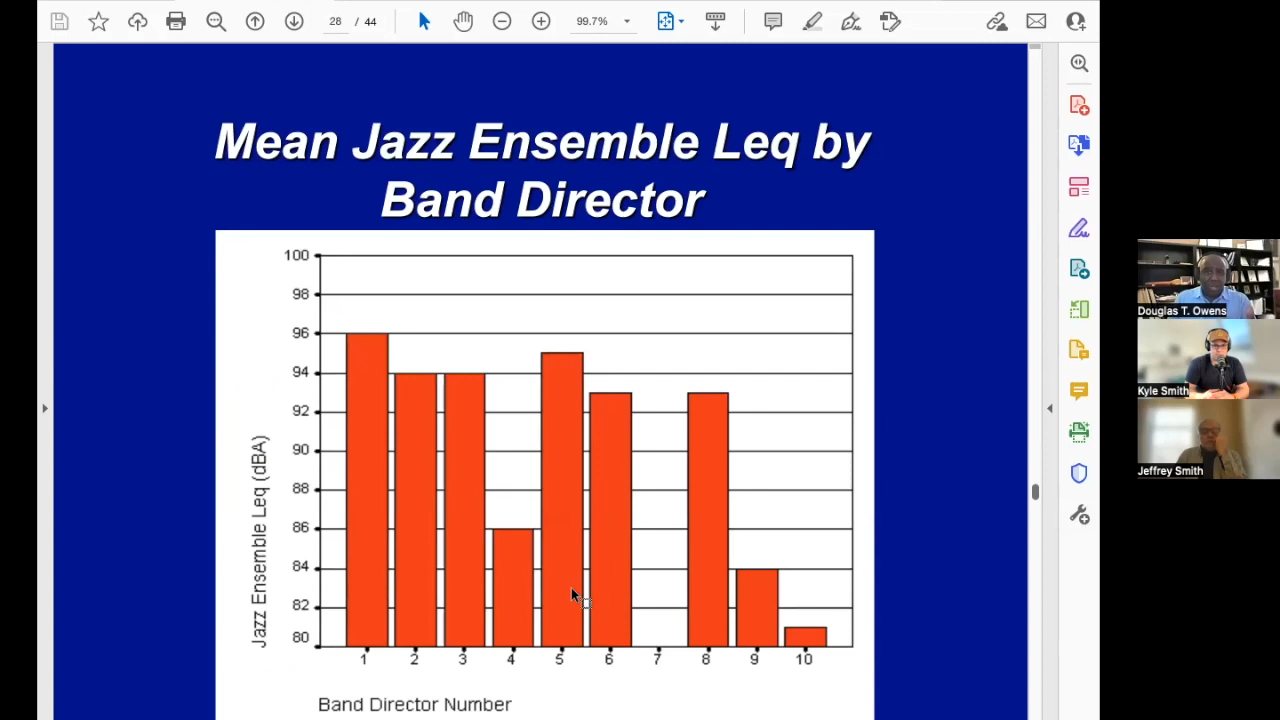 28 / 44
99.7%
Mean Jazz Ensemble Leq by
Band Director
100
98
96
94
92
90
88
86
84
82
80
Jazz Ensemble Leq (dBA)
1 2 3 4 5 6 7 8 9 10
Band Director Number
Douglas T. Owens
Kyle Smith
Jeffrey Smith